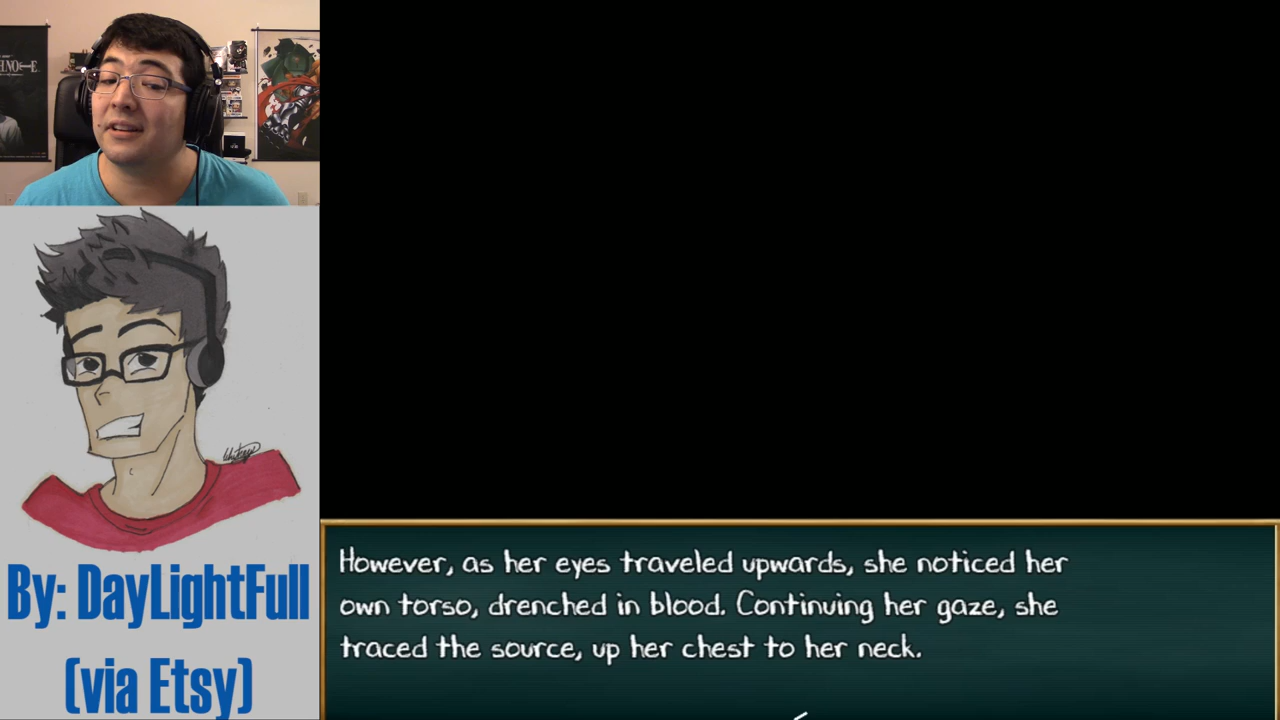 However, as her eyes traveled upwards, she noticed her
own torso, drenched in blood. Continuing her gaze, she
traced the source, up her chest to her neck.
By: DayLightFull
(via Etsy)